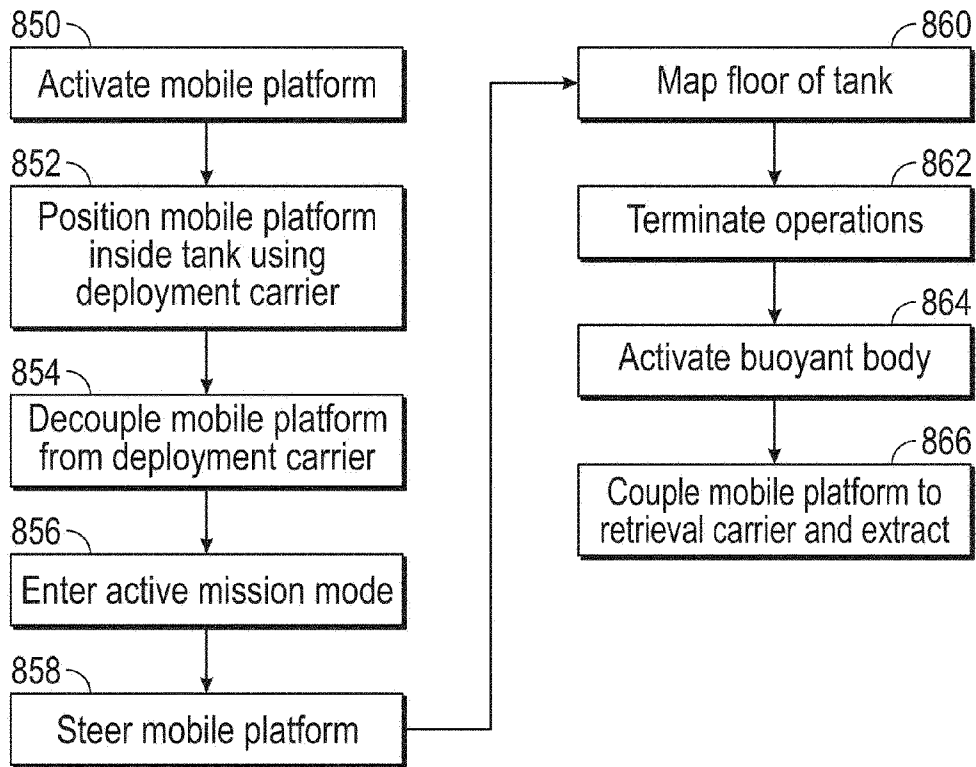 850
Activate mobile platform
852
Position mobile platform
inside tank using
deployment carrier
854
Decouple mobile platform
from deployment carrier
856
Enter active mission mode
858
Steer mobile platform
860
Map floor of tank
862
Terminate operations
864
Activate buoyant body
866
Couple mobile platform to
retrieval carrier and extract